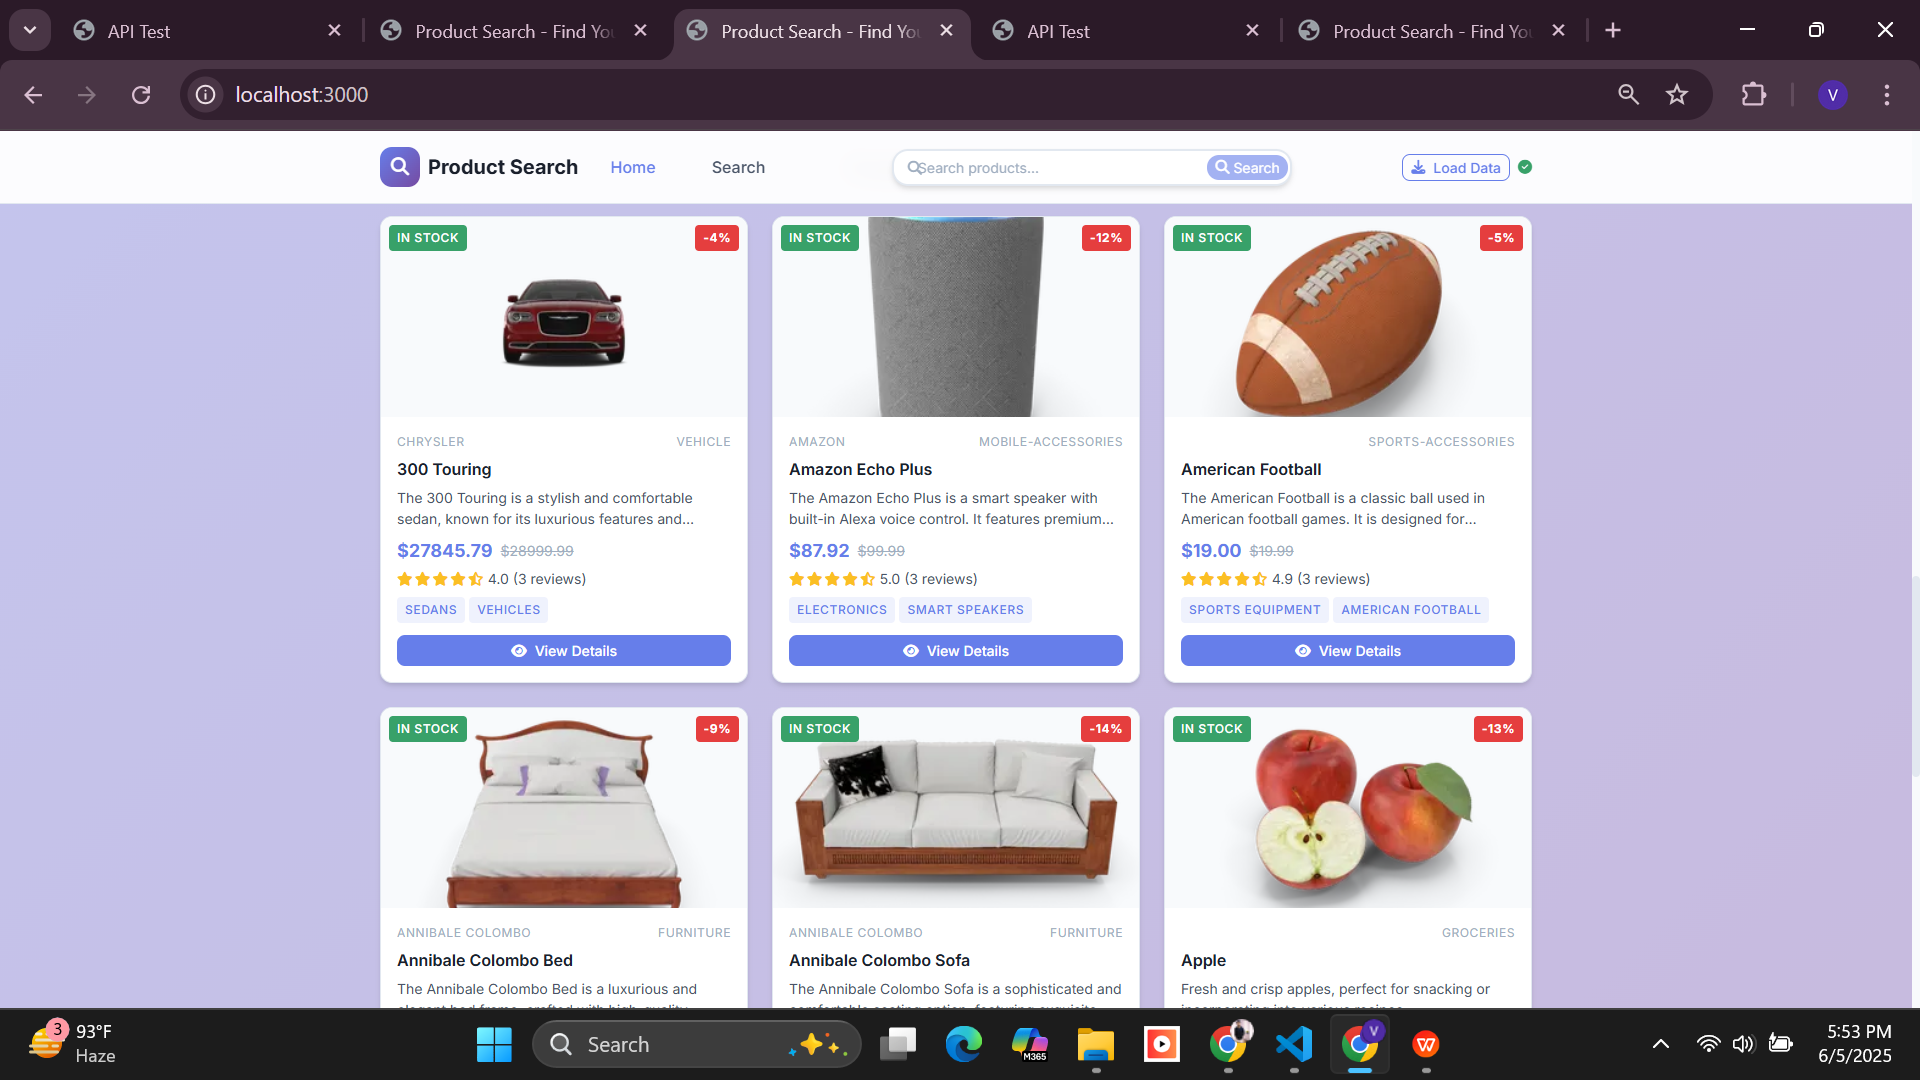 API Test
Product Search - Find You
Product Search - Find You
API Test
Product Search - Find You
localhost:3000
V
Product Search
Home
Search
Search products...
Search
Load Data
IN STOCK
-4%
CHRYSLER
VEHICLE
300 Touring
The 300 Touring is a stylish and comfortable
sedan, known for its luxurious features and...
$27845.79 $28999.99
4.0 (3 reviews)
SEDANS
VEHICLES
View Details
IN STOCK
-12%
AMAZON
MOBILE-ACCESSORIES
Amazon Echo Plus
The Amazon Echo Plus is a smart speaker with
built-in Alexa voice control. It features premium...
$87.92 $99.99
5.0 (3 reviews)
ELECTRONICS
SMART SPEAKERS
View Details
IN STOCK
-5%
SPORTS-ACCESSORIES
American Football
The American Football is a classic ball used in
American football games. It is designed for...
$19.00 $19.99
4.9 (3 reviews)
SPORTS EQUIPMENT
AMERICAN FOOTBALL
View Details
IN STOCK
-9%
ANNIBALE COLOMBO
FURNITURE
Annibale Colombo Bed
The Annibale Colombo Bed is a luxurious and
IN STOCK
-14%
ANNIBALE COLOMBO
FURNITURE
Annibale Colombo Sofa
The Annibale Colombo Sofa is a sophisticated and
IN STOCK
-13%
GROCERIES
Apple
Fresh and crisp apples, perfect for snacking or
3
93°F
Haze
Search
M365
V
5:53 PM
6/5/2025